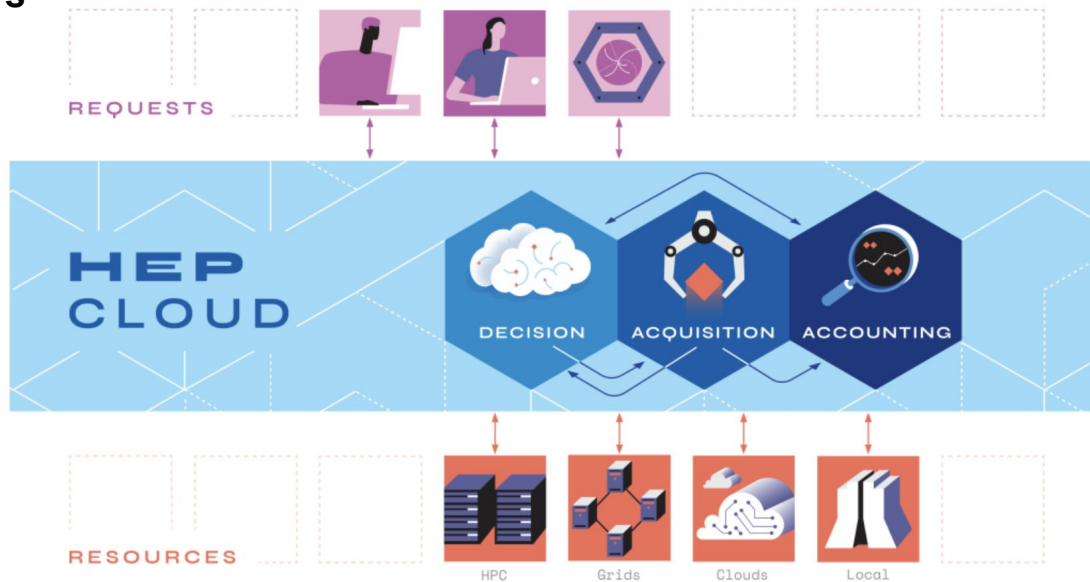 s
REQUESTS
HEP
CLOUD
DECISION
ACQUISITION
ACCOUNTING
RESOURCES
HPC
Grids
Clouds
Local